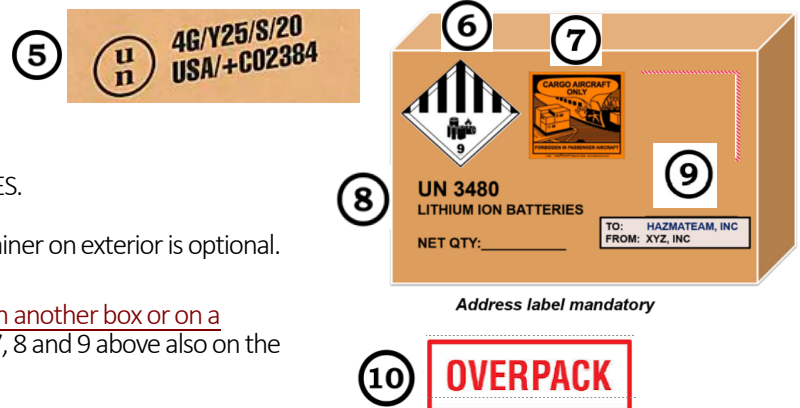 5
u
n
4G/Y25/S/20
USA/+C02384
6
7
CARGO AIRCRAFT
ONLY
FORBIDDEN IN PASSENGER AIRCRAFT
9
8
UN 3480
LITHIUM ION BATTERIES
NET QTY:
9
TO: HAZMATEAM, INC
FROM: XYZ, INC
Address label mandatory
ES.
iner on exterior is optional.
n another box or on a
7, 8 and 9 above also on the
10
OVERPACK